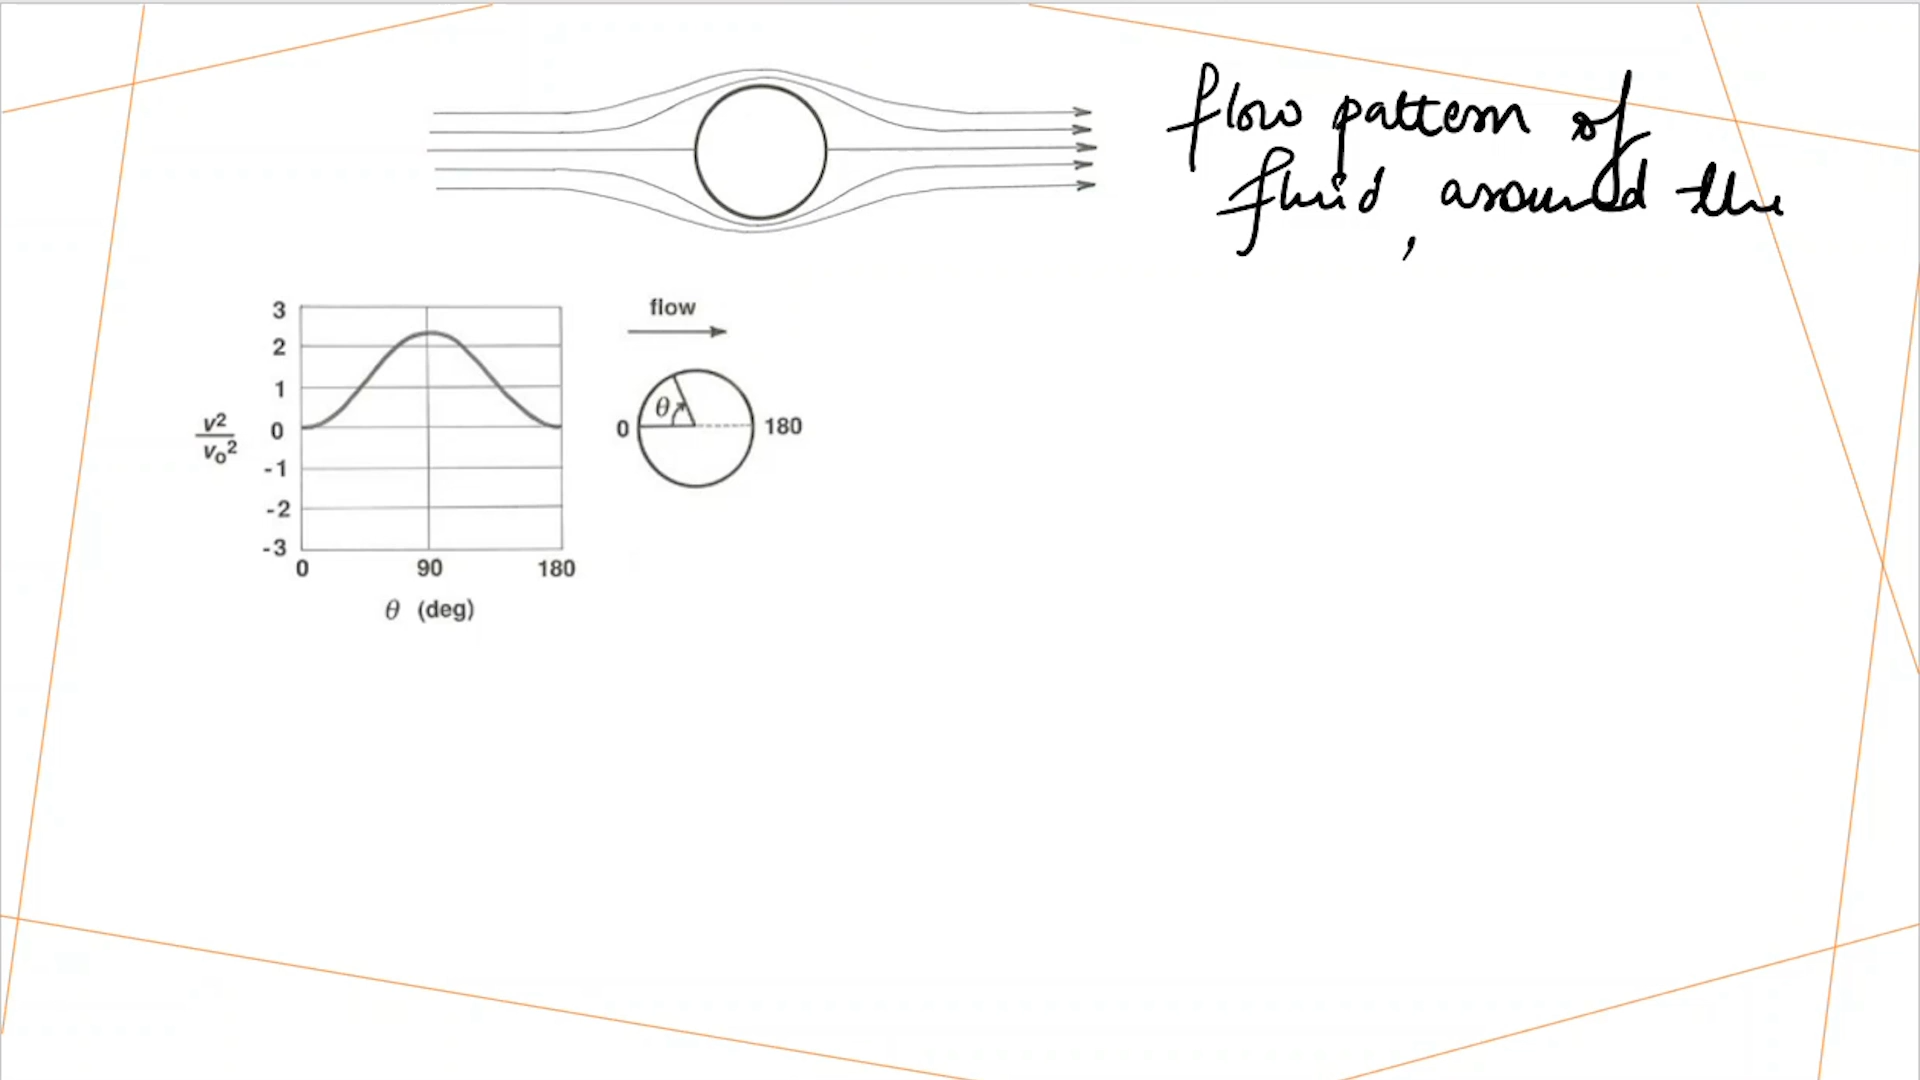 flow pattern of
fluid around the
flow
3
2
1
0
-1
-2
-3
v²
v₀²
0 90 180
θ (deg)
θ
0 180